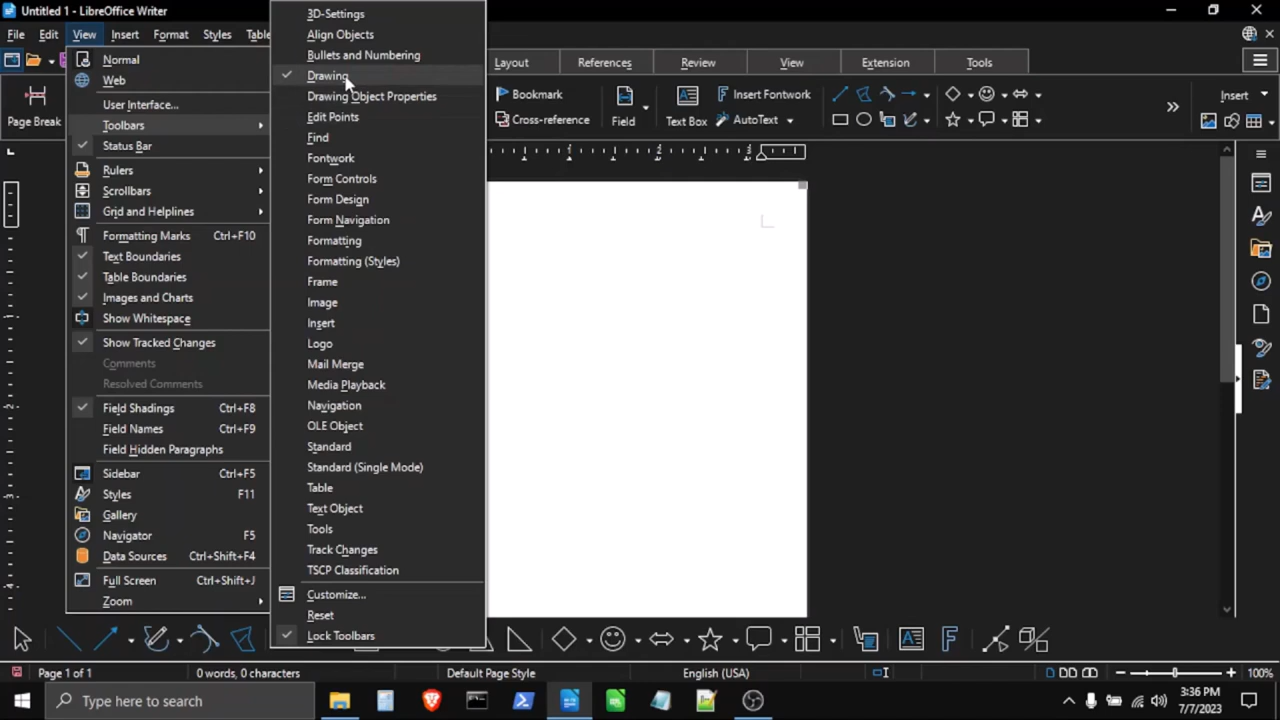 Untitled 1 - LibreOffice Writer
File Edit View Insert Format Styles Table
Layout References Review View Extension Tools
Page Break
Bookmark
Cross-reference
Field
Text Box
Insert Fontwork
AutoText
Insert
Normal
Web
User Interface...
Toolbars
Status Bar
Rulers
Scrollbars
Grid and Helplines
Formatting Marks Ctrl+F10
Text Boundaries
Table Boundaries
Images and Charts
Show Whitespace
Show Tracked Changes
Comments
Resolved Comments
Field Shadings Ctrl+F8
Field Names Ctrl+F9
Field Hidden Paragraphs
Sidebar Ctrl+F5
Styles F11
Gallery
Navigator F5
Data Sources Ctrl+Shift+F4
Full Screen Ctrl+Shift+J
Zoom
3D-Settings
Align Objects
Bullets and Numbering
Drawing
Drawing Object Properties
Edit Points
Find
Fontwork
Form Controls
Form Design
Form Navigation
Formatting
Formatting (Styles)
Frame
Image
Insert
Logo
Mail Merge
Media Playback
Navigation
OLE Object
Standard
Standard (Single Mode)
Table
Text Object
Tools
Track Changes
TSCP Classification
Customize...
Reset
Lock Toolbars
Page 1 of 1 0 words, 0 characters Default Page Style English (USA) 100%
Type here to search
3:36 PM
7/7/2023